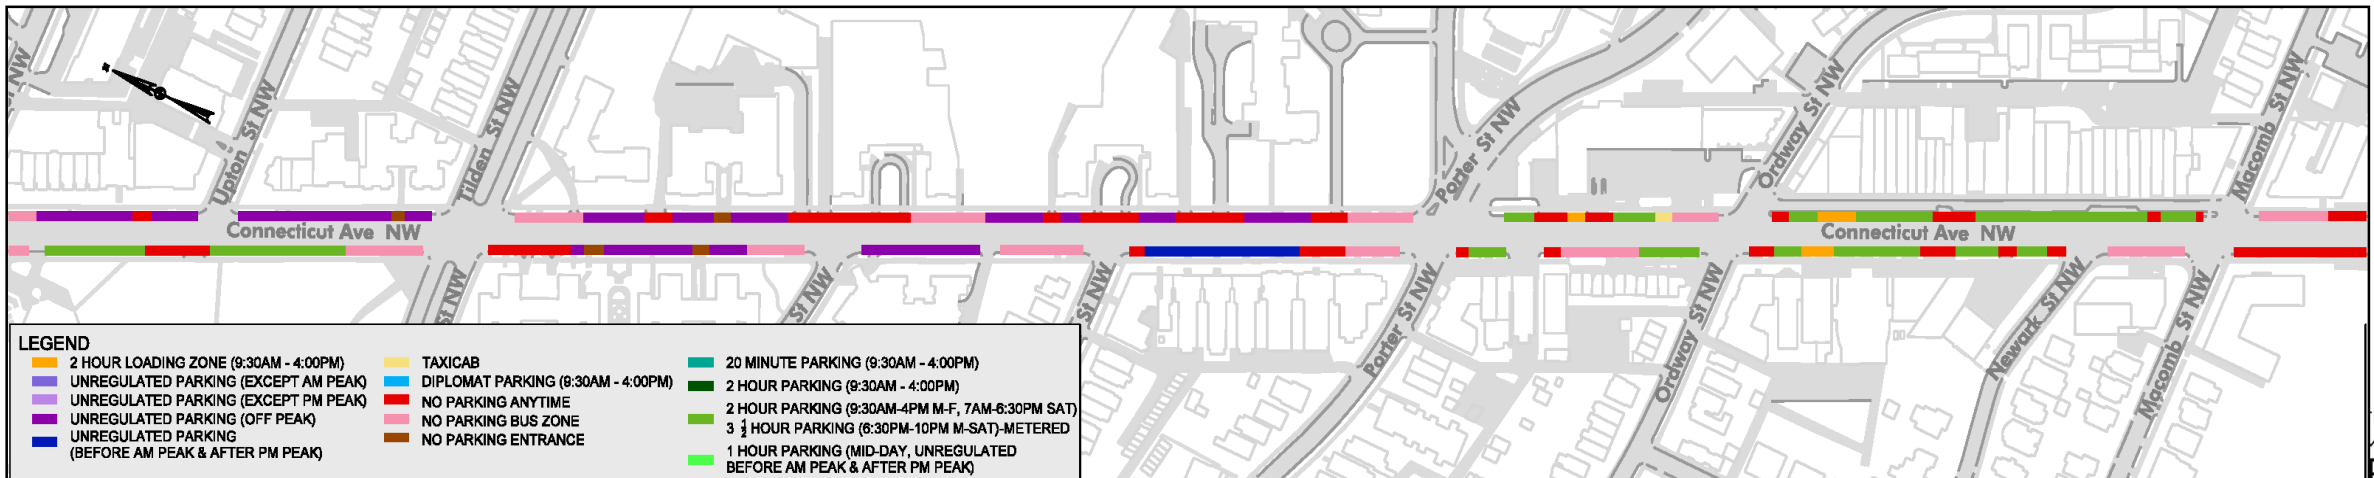 NW
Upton St NW
Tilden St NW
Porter St NW
Ordway St NW
Macomb St NW
Connecticut Ave NW
Connecticut Ave NW
St NW
St NW
St NW
Porter St NW
Ordway St NW
Newark St NW
Macomb St NW
LEGEND
2 HOUR LOADING ZONE (9:30AM - 4:00PM)
UNREGULATED PARKING (EXCEPT AM PEAK)
UNREGULATED PARKING (EXCEPT PM PEAK)
UNREGULATED PARKING (OFF PEAK)
UNREGULATED PARKING
(BEFORE AM PEAK & AFTER PM PEAK)
TAXICAB
DIPLOMAT PARKING (9:30AM - 4:00PM)
NO PARKING ANYTIME
NO PARKING BUS ZONE
NO PARKING ENTRANCE
20 MINUTE PARKING (9:30AM - 4:00PM)
2 HOUR PARKING (9:30AM - 4:00PM)
2 HOUR PARKING (9:30AM-4PM M-F, 7AM-6:30PM SAT)
3 ½ HOUR PARKING (6:30PM-10PM M-SAT)-METERED
1 HOUR PARKING (MID-DAY, UNREGULATED
BEFORE AM PEAK & AFTER PM PEAK)